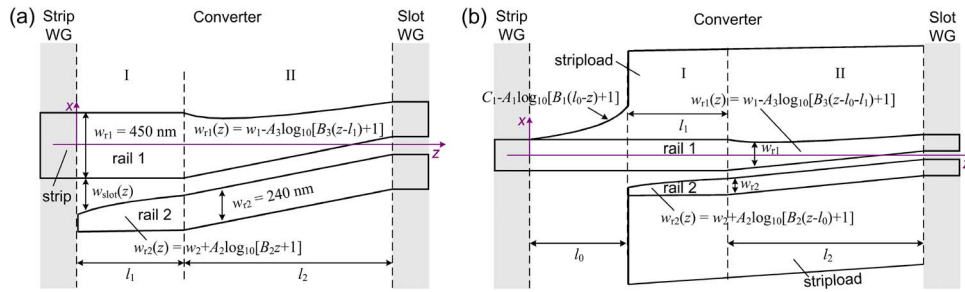 (a)
Strip
WG
Converter
Slot
WG
I
II
x
w_r1 = 450 nm
w_r1(z) = w_1-A_3log_10[B_3(z-l_1)+1]
rail 1
z
strip
w_slot(z)
w_r2 = 240 nm
rail 2
w_r2(z) = w_2+A_2log_10[B_2z+1]
l_1
l_2
(b)
Strip
WG
Converter
Slot
WG
stripload
I
II
C_1-A_1log_10[B_1(l_0-z)+1]
w_r1(z) = w_1-A_3log_10[B_3(z-l_0-l_1)+1]
l_1
x
rail 1
w_r1
z
rail 2
w_r2
w_r2(z) = w_2+A_2log_10[B_2(z-l_0)+1]
l_0
l_2
stripload